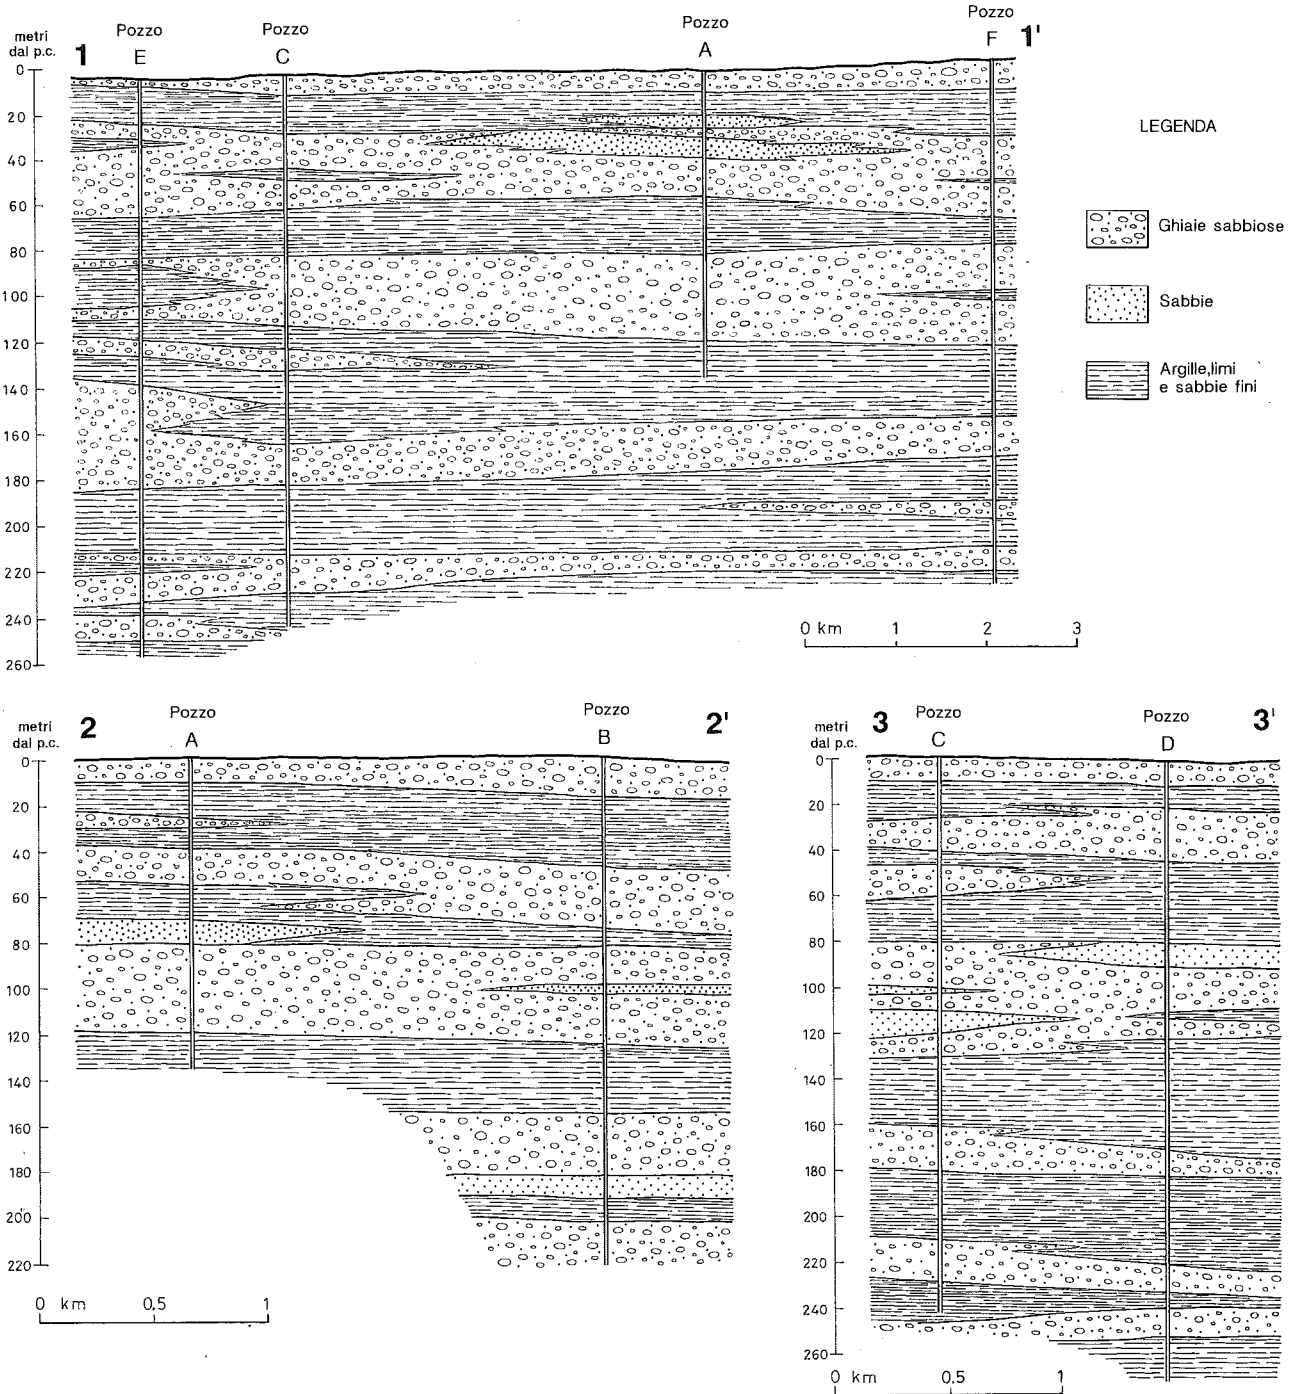 metri
dal p.c.
1
Pozzo
E
Pozzo
C
Pozzo
A
Pozzo
F
1'
0
20
40
60
80
100
120
140
160
180
200
220
240
260
0 km 1 2 3
LEGENDA
Ghiaie sabbiose
Sabbie
Argille,limi
e sabbie fini
metri
dal p.c.
2
Pozzo
A
Pozzo
B
2'
0
20
40
60
80
100
120
140
160
180
200
220
0 km 0,5 1
metri
dal p.c.
3
Pozzo
C
Pozzo
D
3'
0
20
40
60
80
100
120
140
160
180
200
220
240
260
0 km 0,5 1